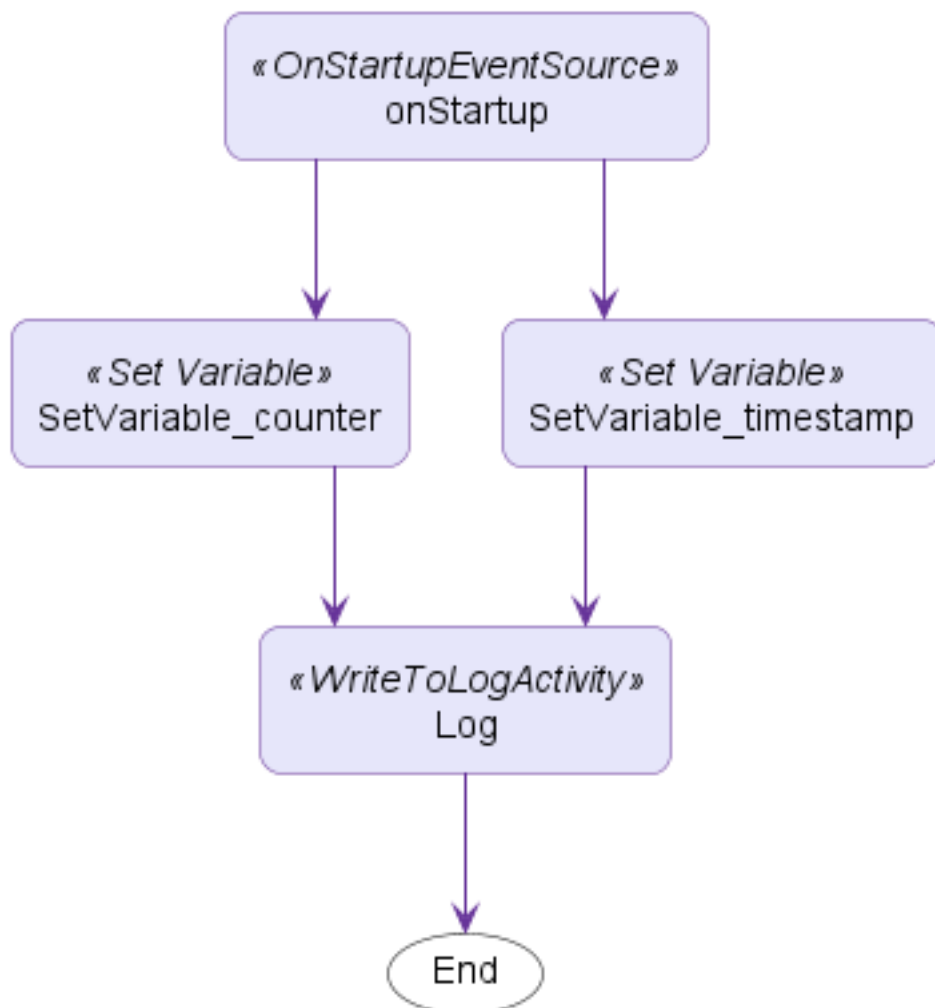 «OnStartupEventSource»
onStartup
«Set Variable»
SetVariable_counter
«Set Variable»
SetVariable_timestamp
«WriteToLogActivity»
Log
End